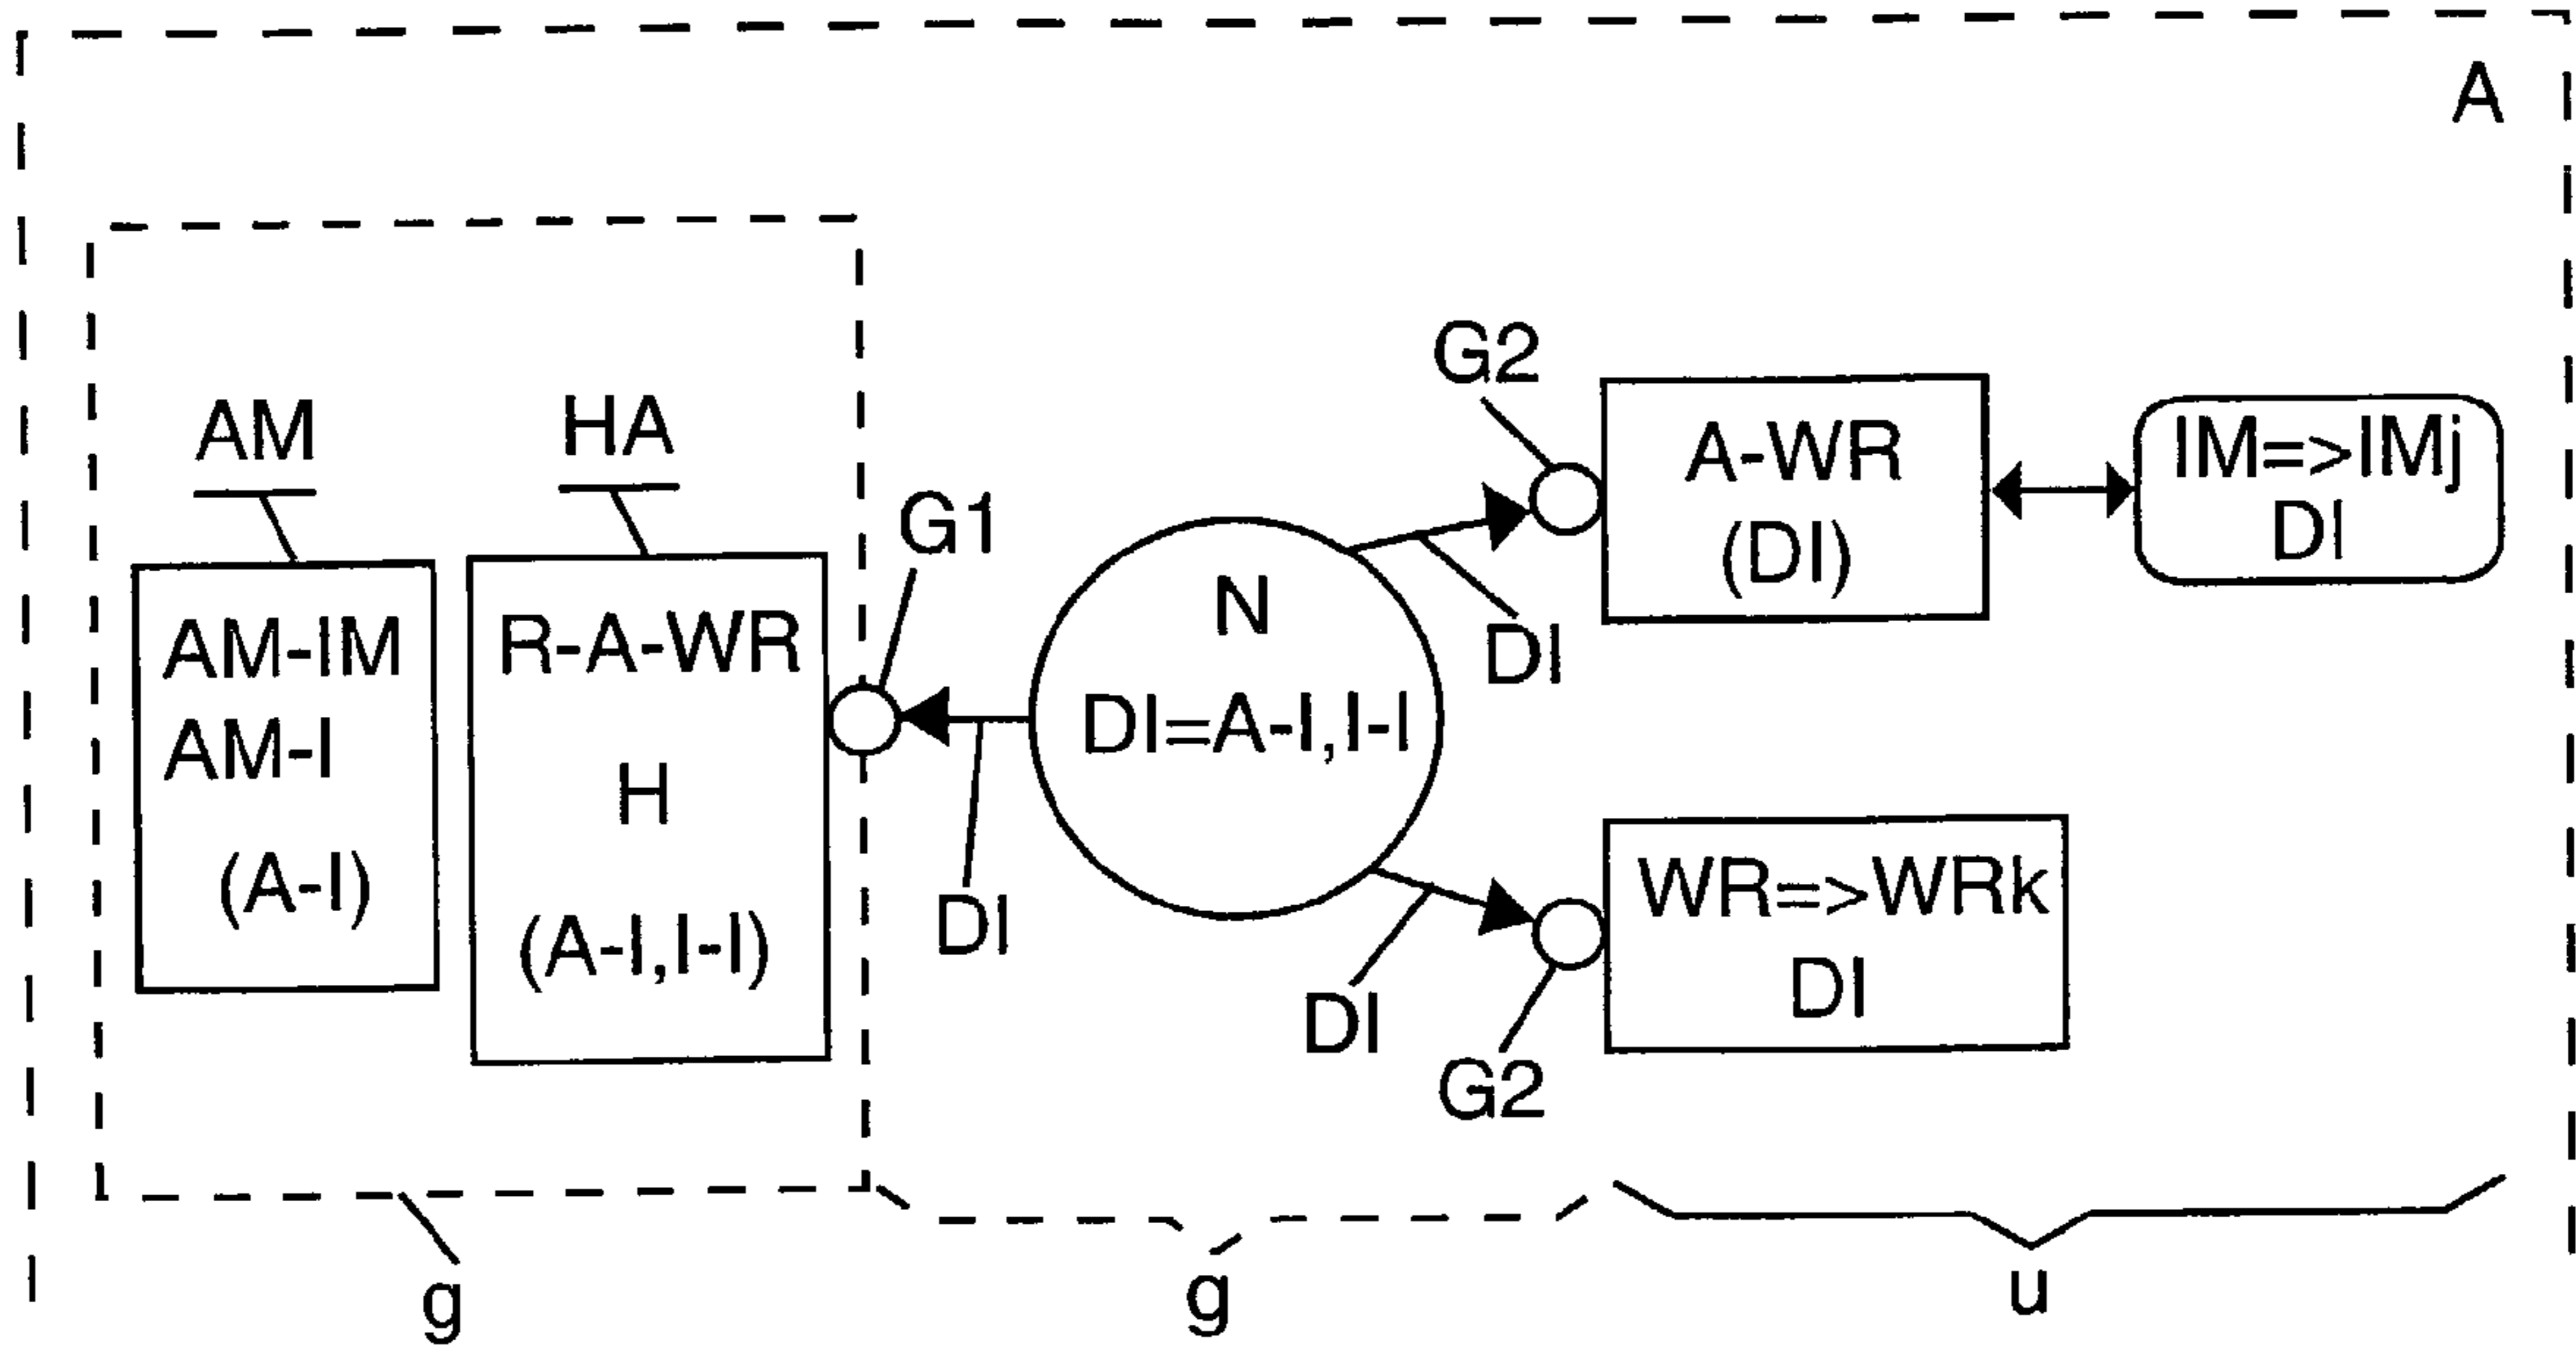 A
AM
AM-IM
AM-I
(A-I)
HA
R-A-WR
H
(A-I,I-I)
G1
DI
N
DI=A-I,I-I
G2
DI
A-WR
(DI)
IM=>IMj
DI
DI
G2
WR=>WRk
DI
g
g
u